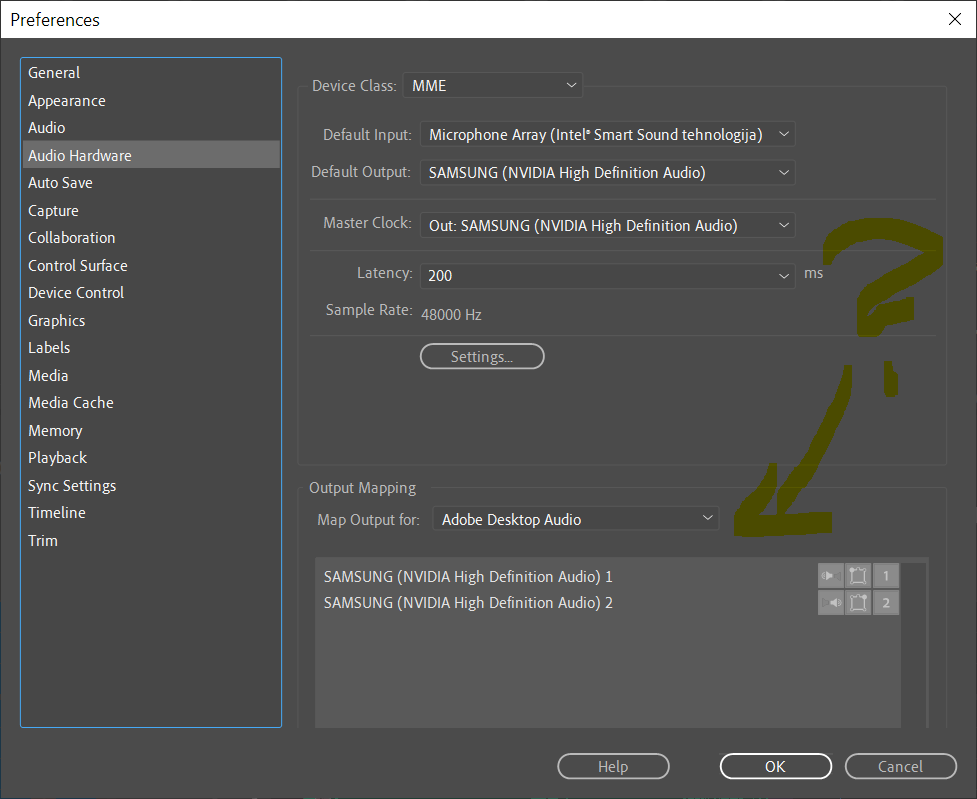 Preferences
General
Appearance
Audio
Audio Hardware
Auto Save
Capture
Collaboration
Control Surface
Device Control
Graphics
Labels
Media
Media Cache
Memory
Playback
Sync Settings
Timeline
Trim
Device Class: MME
Default Input: Microphone Array (Intel® Smart Sound tehnologija)
Default Output: SAMSUNG (NVIDIA High Definition Audio)
Master Clock: Out: SAMSUNG (NVIDIA High Definition Audio)
Latency: 200 ms
Sample Rate: 48000 Hz
Settings...
?
Output Mapping
Map Output for: Adobe Desktop Audio
SAMSUNG (NVIDIA High Definition Audio) 1 1
SAMSUNG (NVIDIA High Definition Audio) 2 2
Help OK Cancel